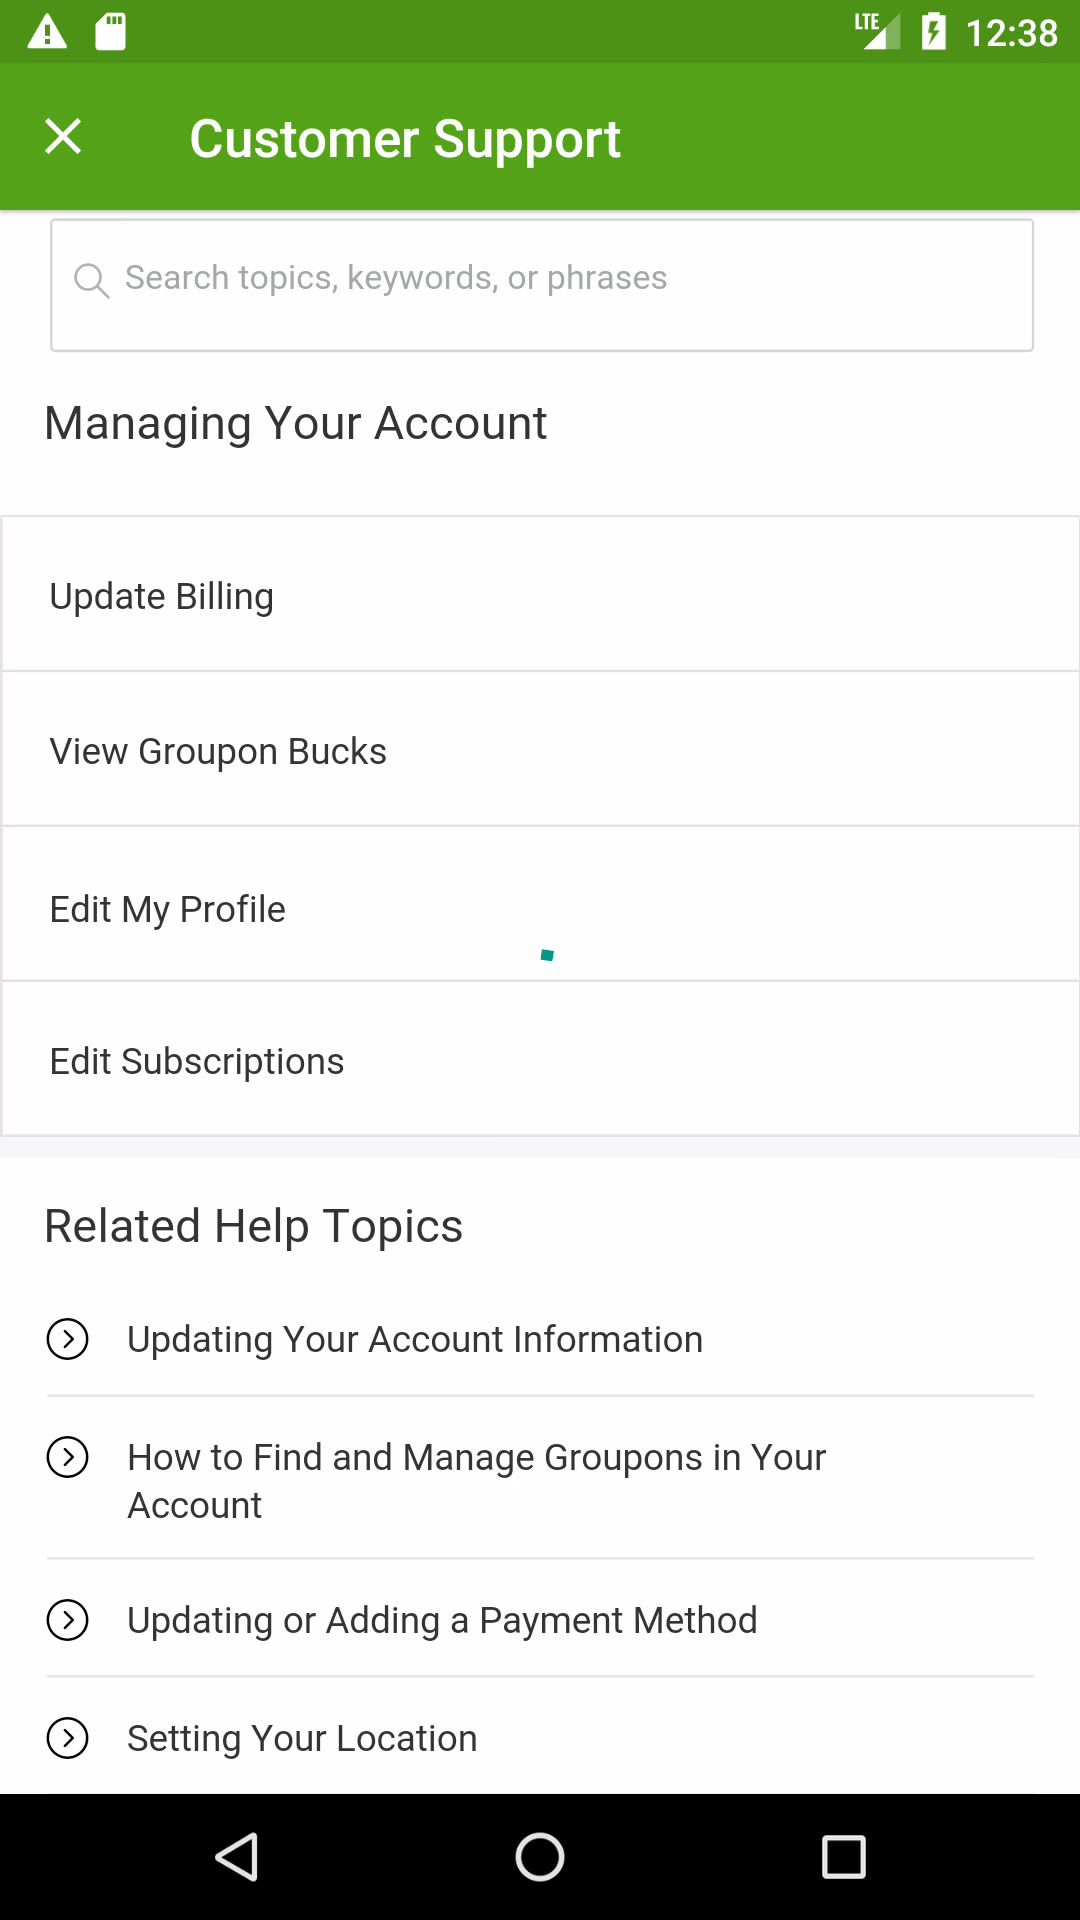 LTE 12:38
Customer Support
Search topics, keywords, or phrases
Managing Your Account
Update Billing
View Groupon Bucks
Edit My Profile
Edit Subscriptions
Related Help Topics
Updating Your Account Information
How to Find and Manage Groupons in Your
Account
Updating or Adding a Payment Method
Setting Your Location